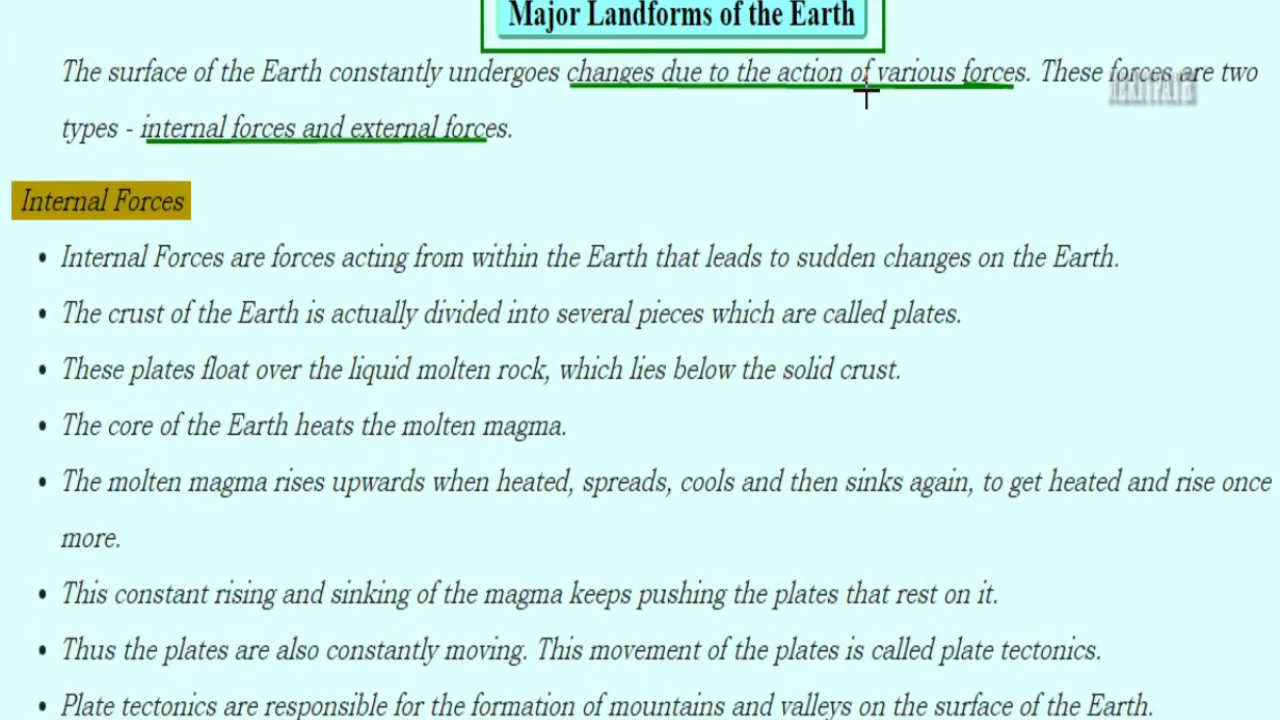 Major Landforms of the Earth
The surface of the Earth constantly undergoes changes due to the action of various forces. These forces are two
types - internal forces and external forces.
Internal Forces
• Internal Forces are forces acting from within the Earth that leads to sudden changes on the Earth.
• The crust of the Earth is actually divided into several pieces which are called plates.
• These plates float over the liquid molten rock, which lies below the solid crust.
• The core of the Earth heats the molten magma.
• The molten magma rises upwards when heated, spreads, cools and then sinks again, to get heated and rise once
more.
• This constant rising and sinking of the magma keeps pushing the plates that rest on it.
• Thus the plates are also constantly moving. This movement of the plates is called plate tectonics.
• Plate tectonics are responsible for the formation of mountains and valleys on the surface of the Earth.